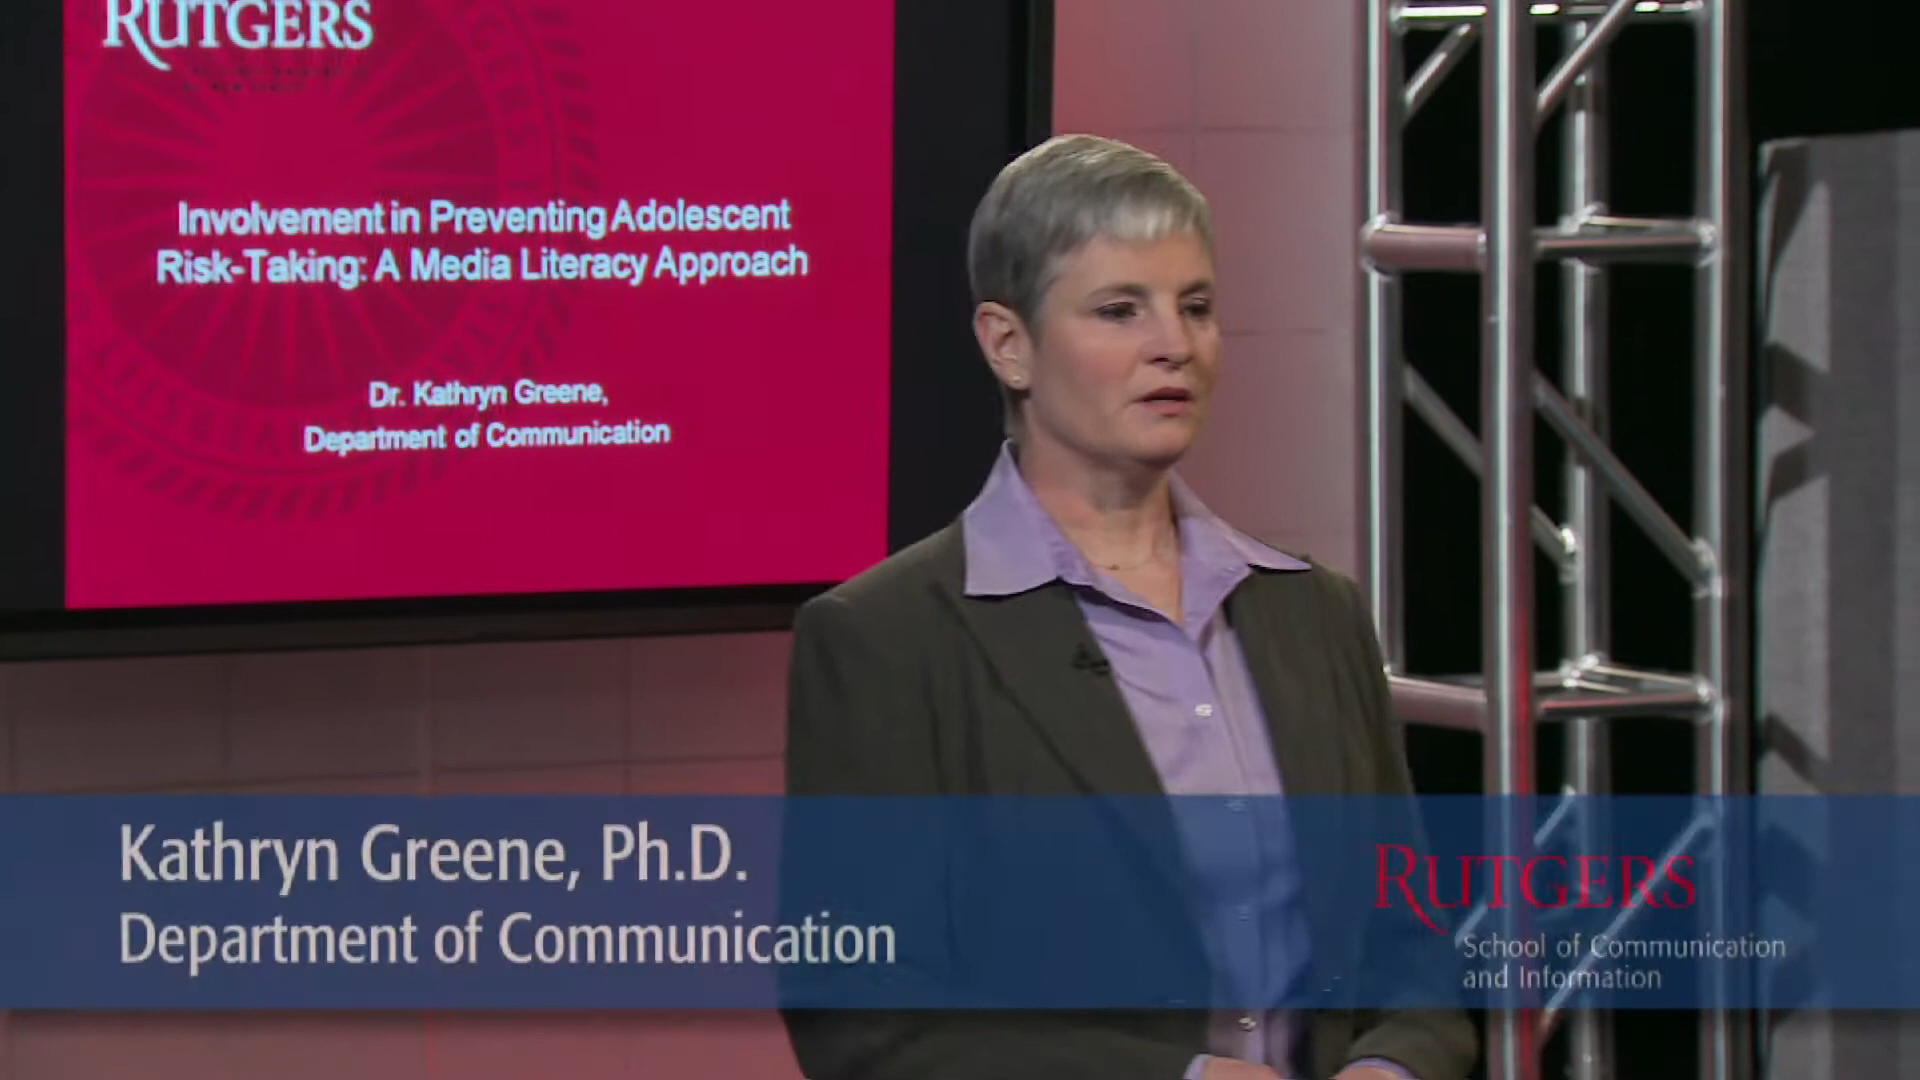 RUTGERS
Involvement in Preventing Adolescent
Risk-Taking: A Media Literacy Approach
Dr. Kathryn Greene,
Department of Communication
Kathryn Greene, Ph.D.
Department of Communication
RUTGERS
School of Communication
and Information